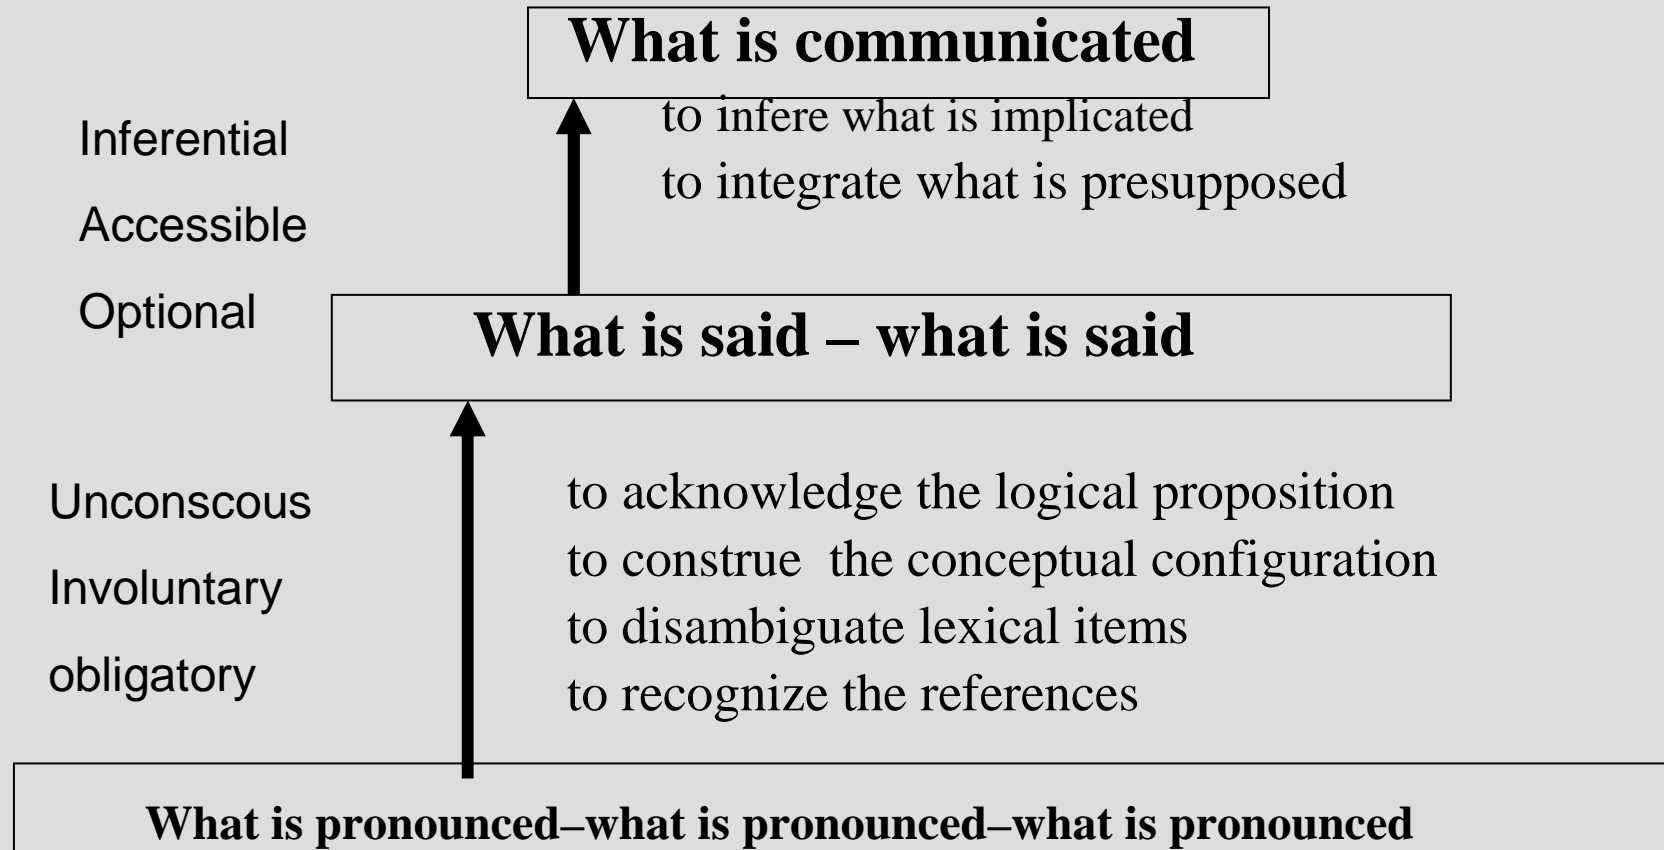 What is communicated
to infere what is implicated
Inferential
to integrate what is presupposed
Accessible
Optional
What is said – what is said
to acknowledge the logical proposition
Unconscous
to construe  the conceptual configuration
Involuntary
to disambiguate lexical items
obligatory
to recognize the references
What is pronounced–what is pronounced–what is pronounced